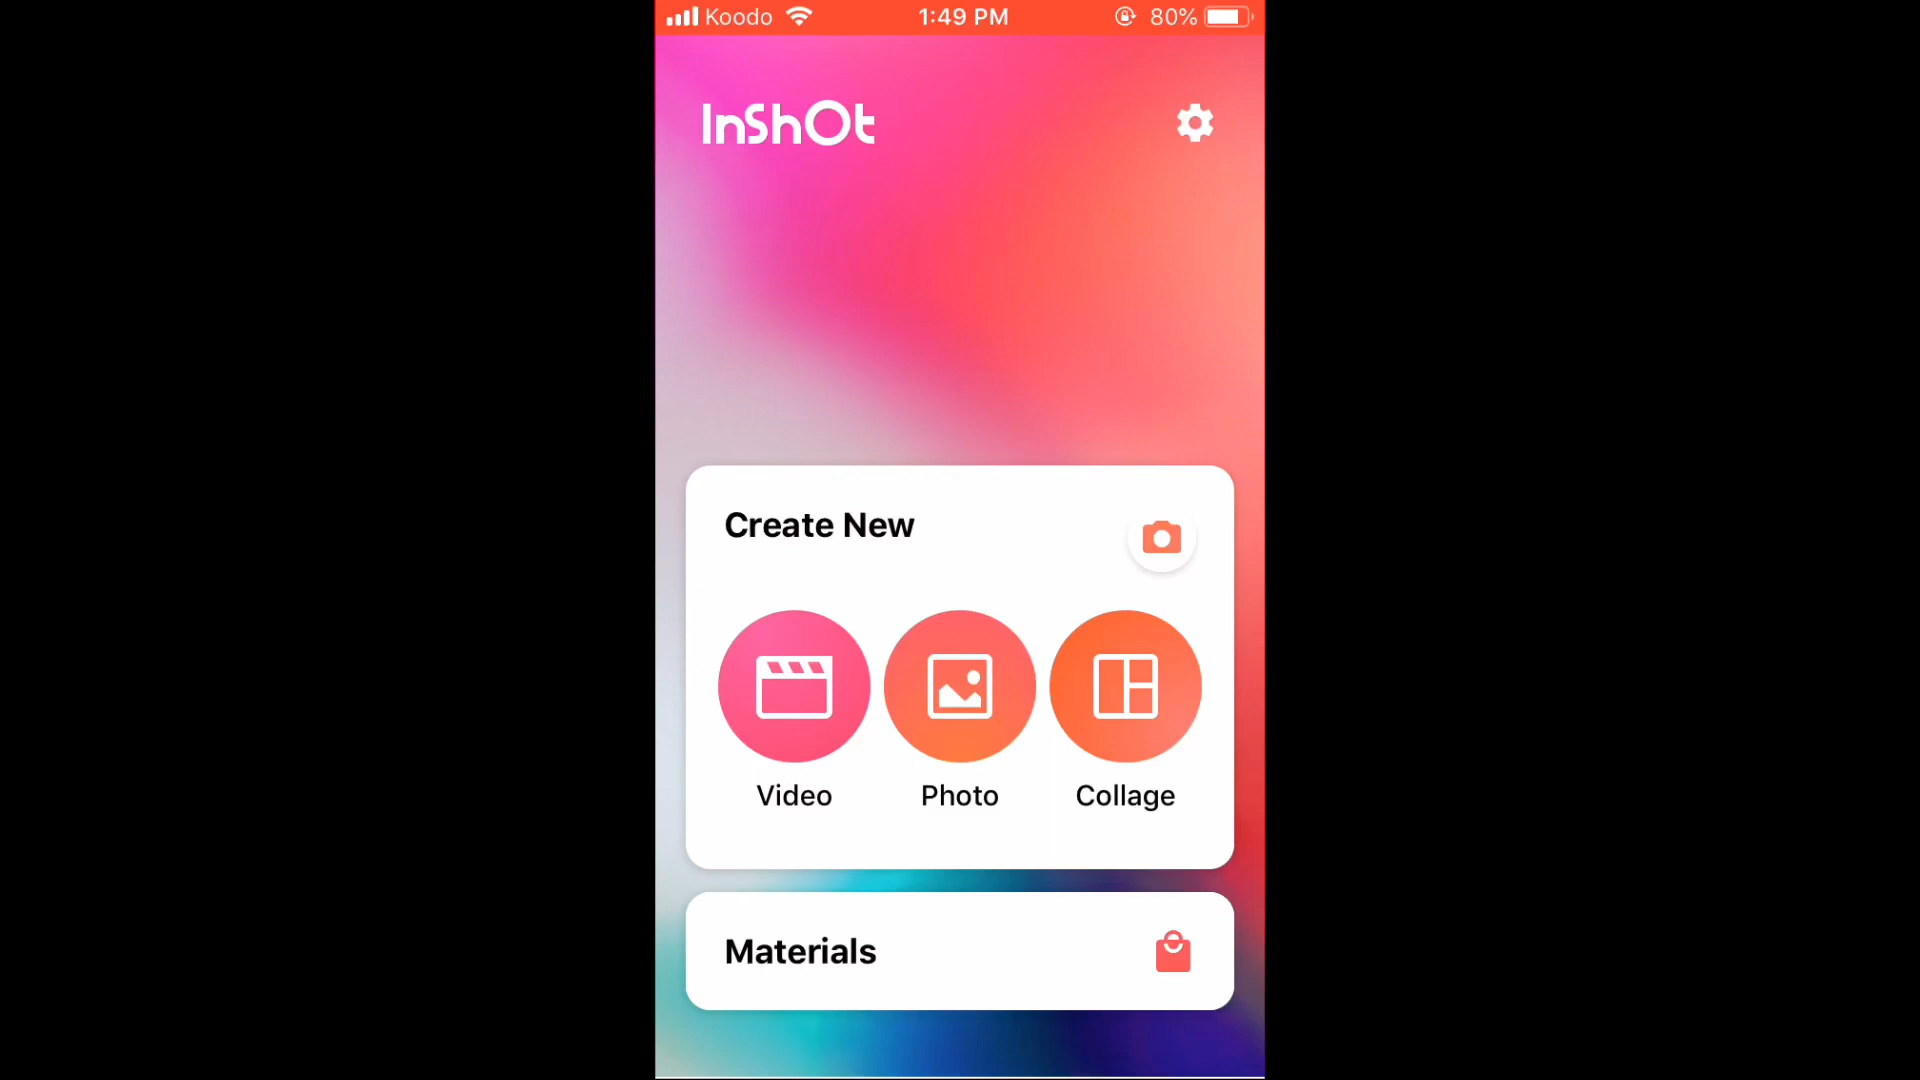 Koodo 1:49 PM 80%
InShOt
Create New
Video Photo Collage
Materials